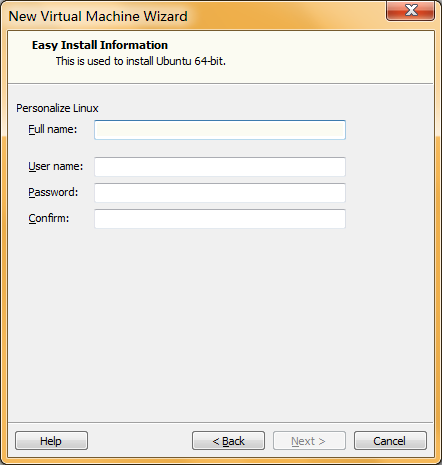 New Virtual Machine Wizard
Easy Install Information
This is used to install Ubuntu 64-bit.
Personalize Linux
Full name:
User name:
Password:
Confirm:
Help < Back Next > Cancel